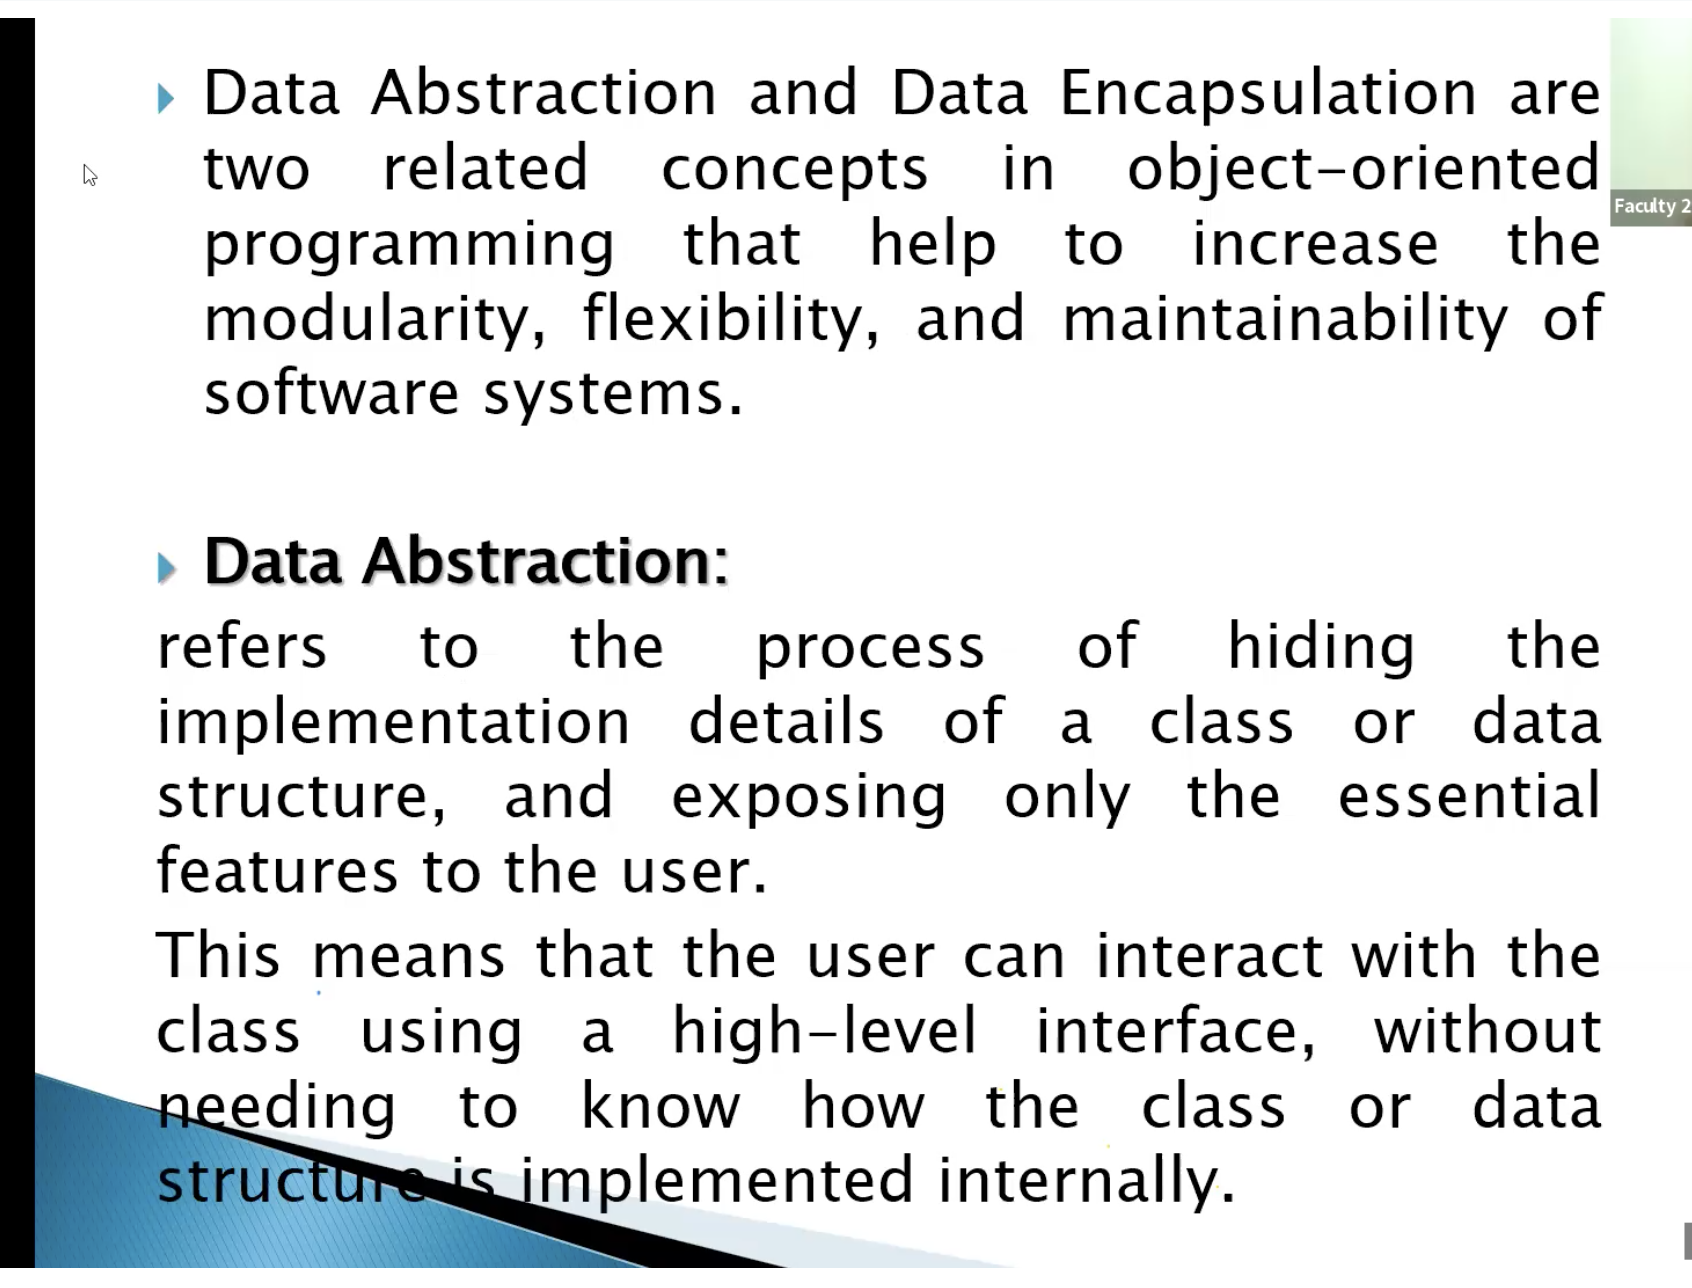 Data Abstraction and Data Encapsulation are
two related concepts in object-oriented
programming that help to increase the
modularity, flexibility, and maintainability of
software systems.
Data Abstraction:
refers to the process of hiding the
implementation details of a class or data
structure, and exposing only the essential
features to the user.
This means that the user can interact with the
class using a high-level interface, without
needing to know how the class or data
structure is implemented internally.
Faculty 2